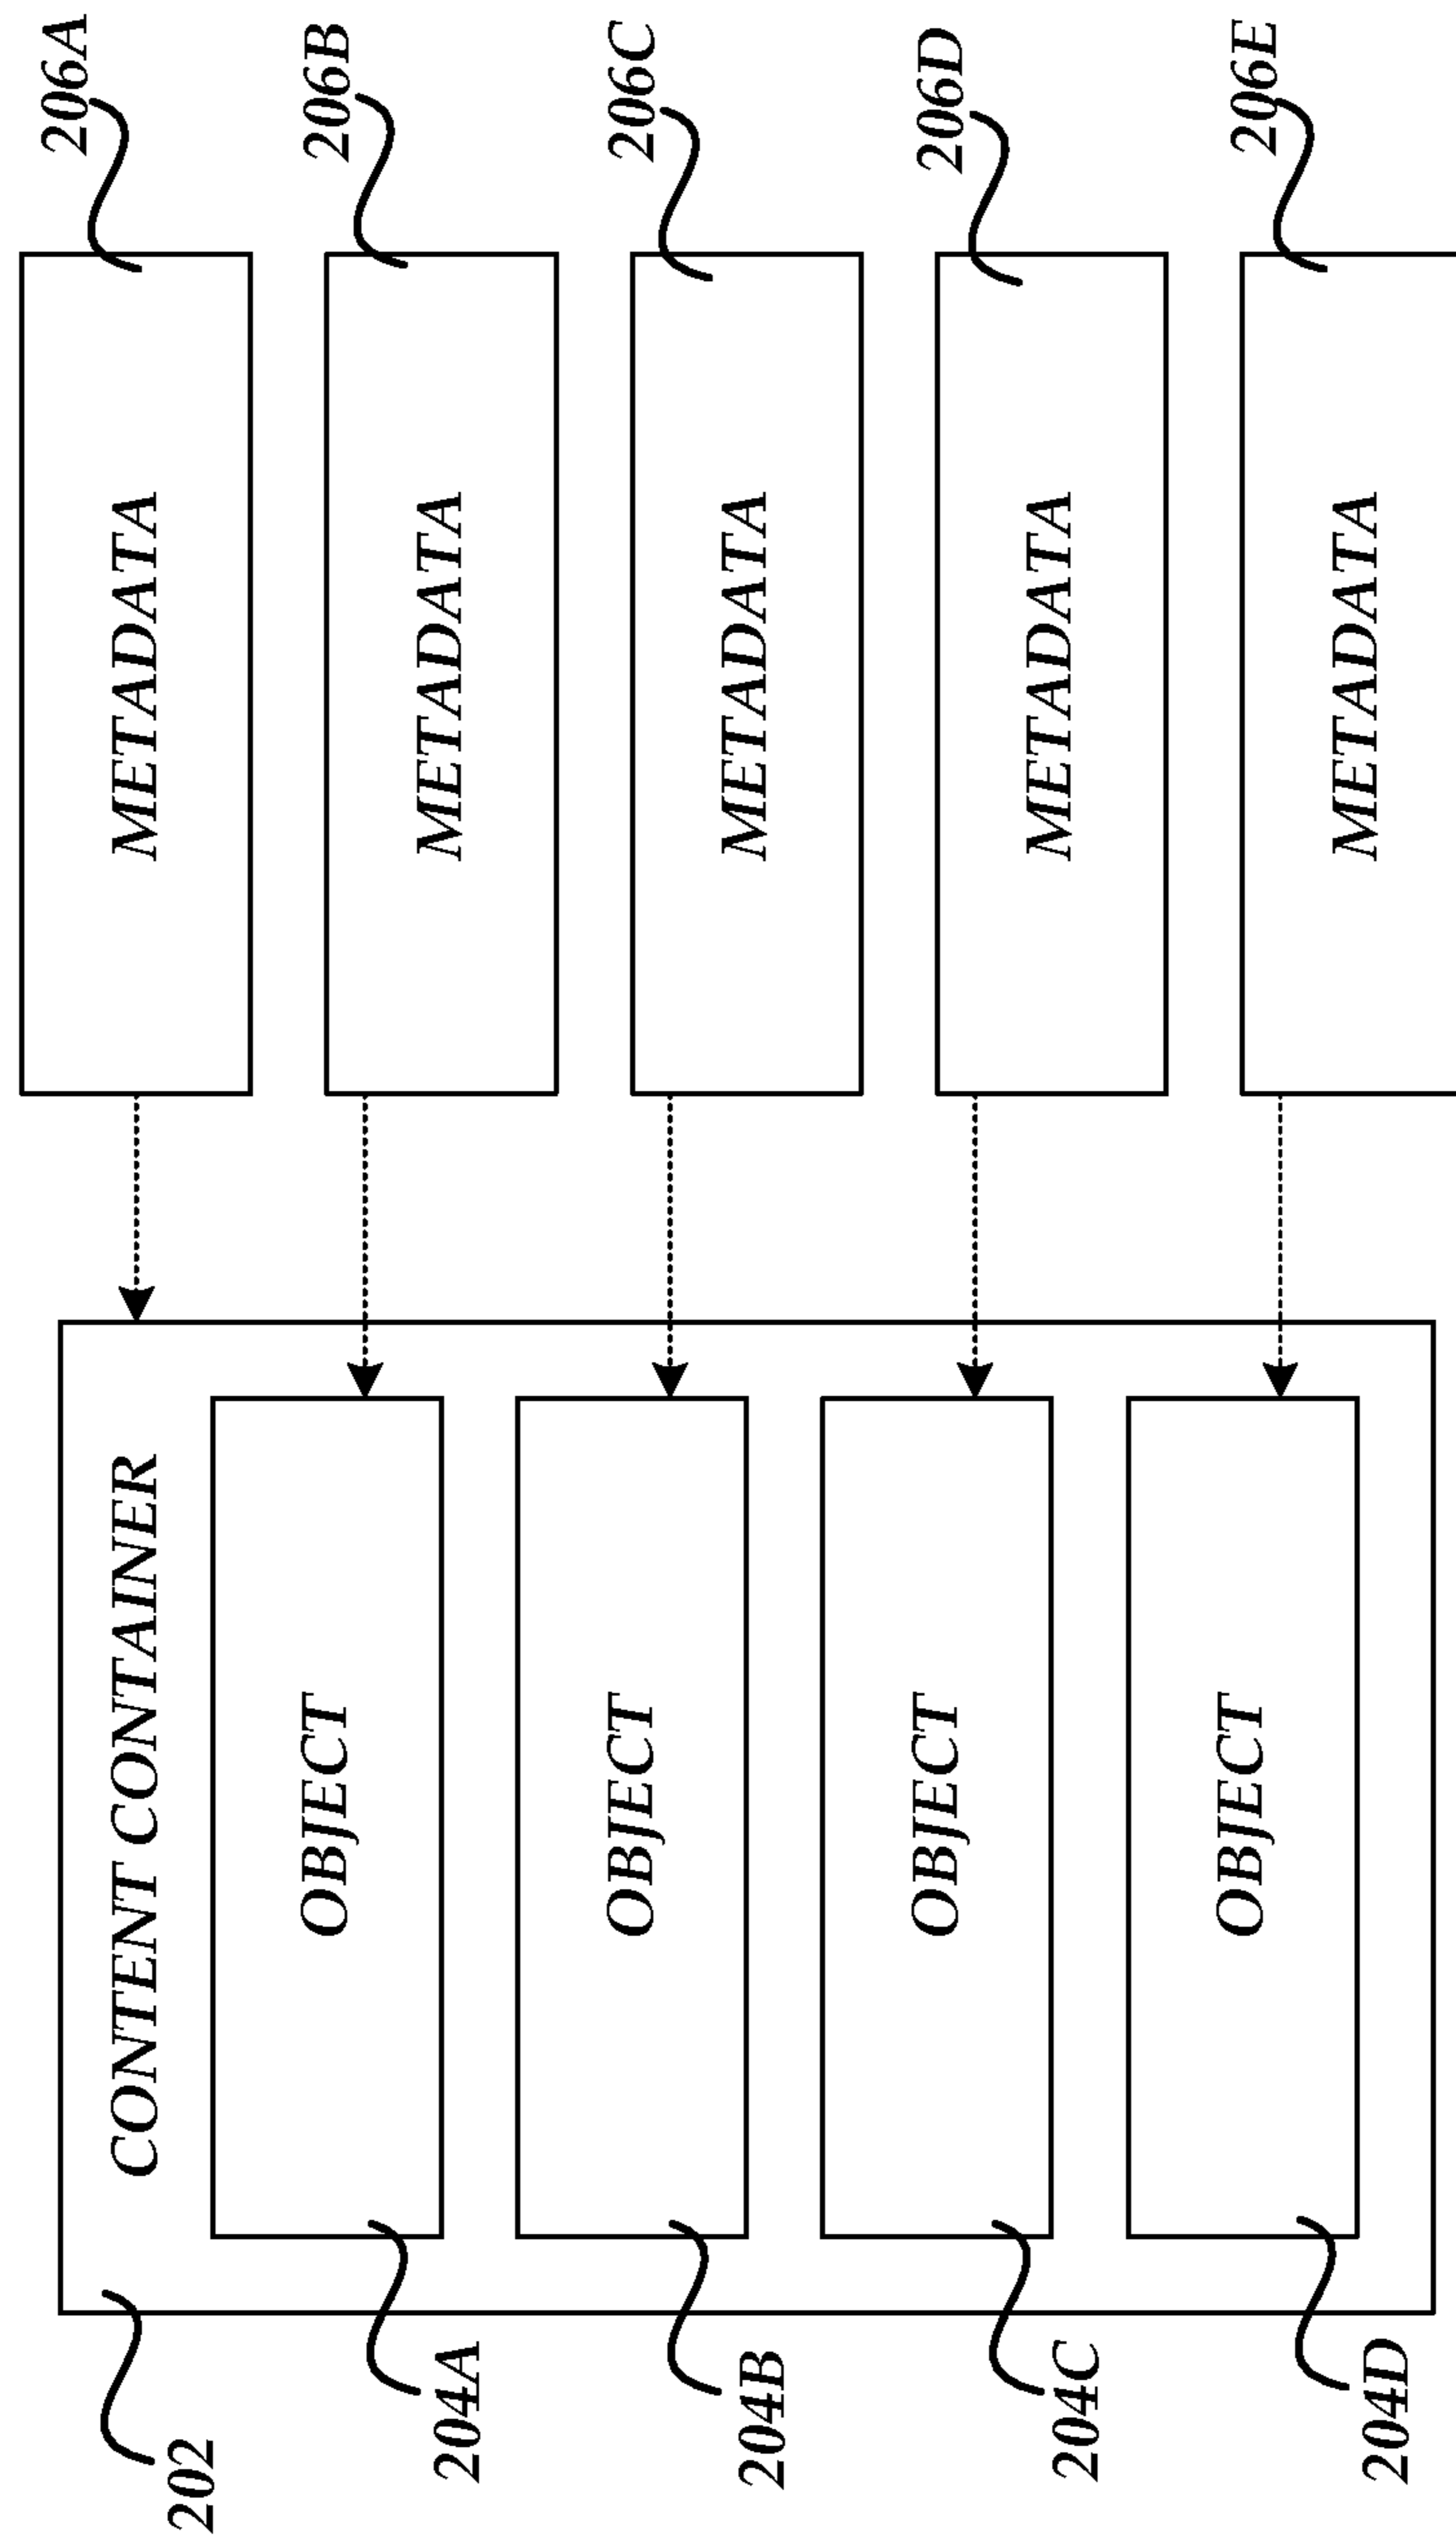 202
CONTENT CONTAINER
METADATA
206A
204A
OBJECT
METADATA
206B
204B
OBJECT
METADATA
206C
204C
OBJECT
METADATA
206D
204D
OBJECT
METADATA
206E